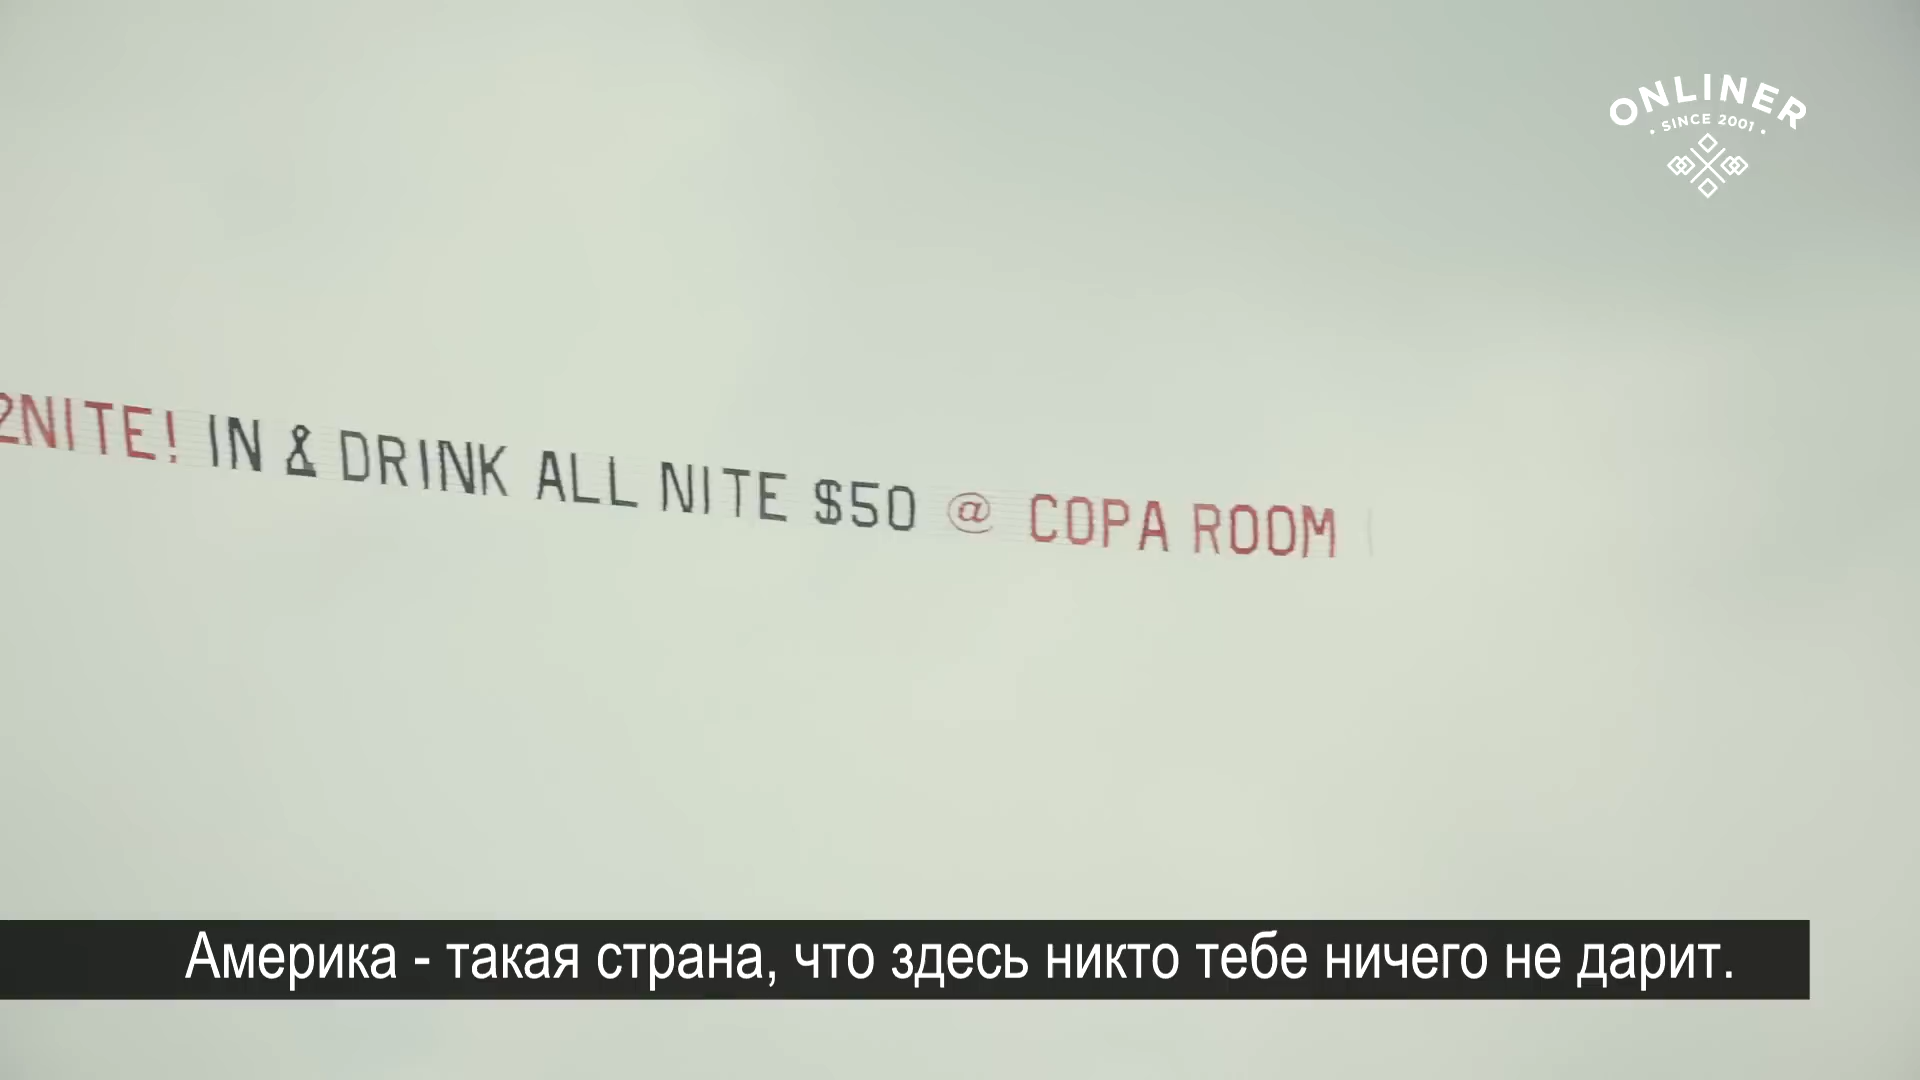 ONLINER
· SINCE 2001 ·
2NITE! IN & DRINK ALL NITE $50 @ COPA ROOM
Америка - такая страна, что здесь никто тебе ничего не дарит.